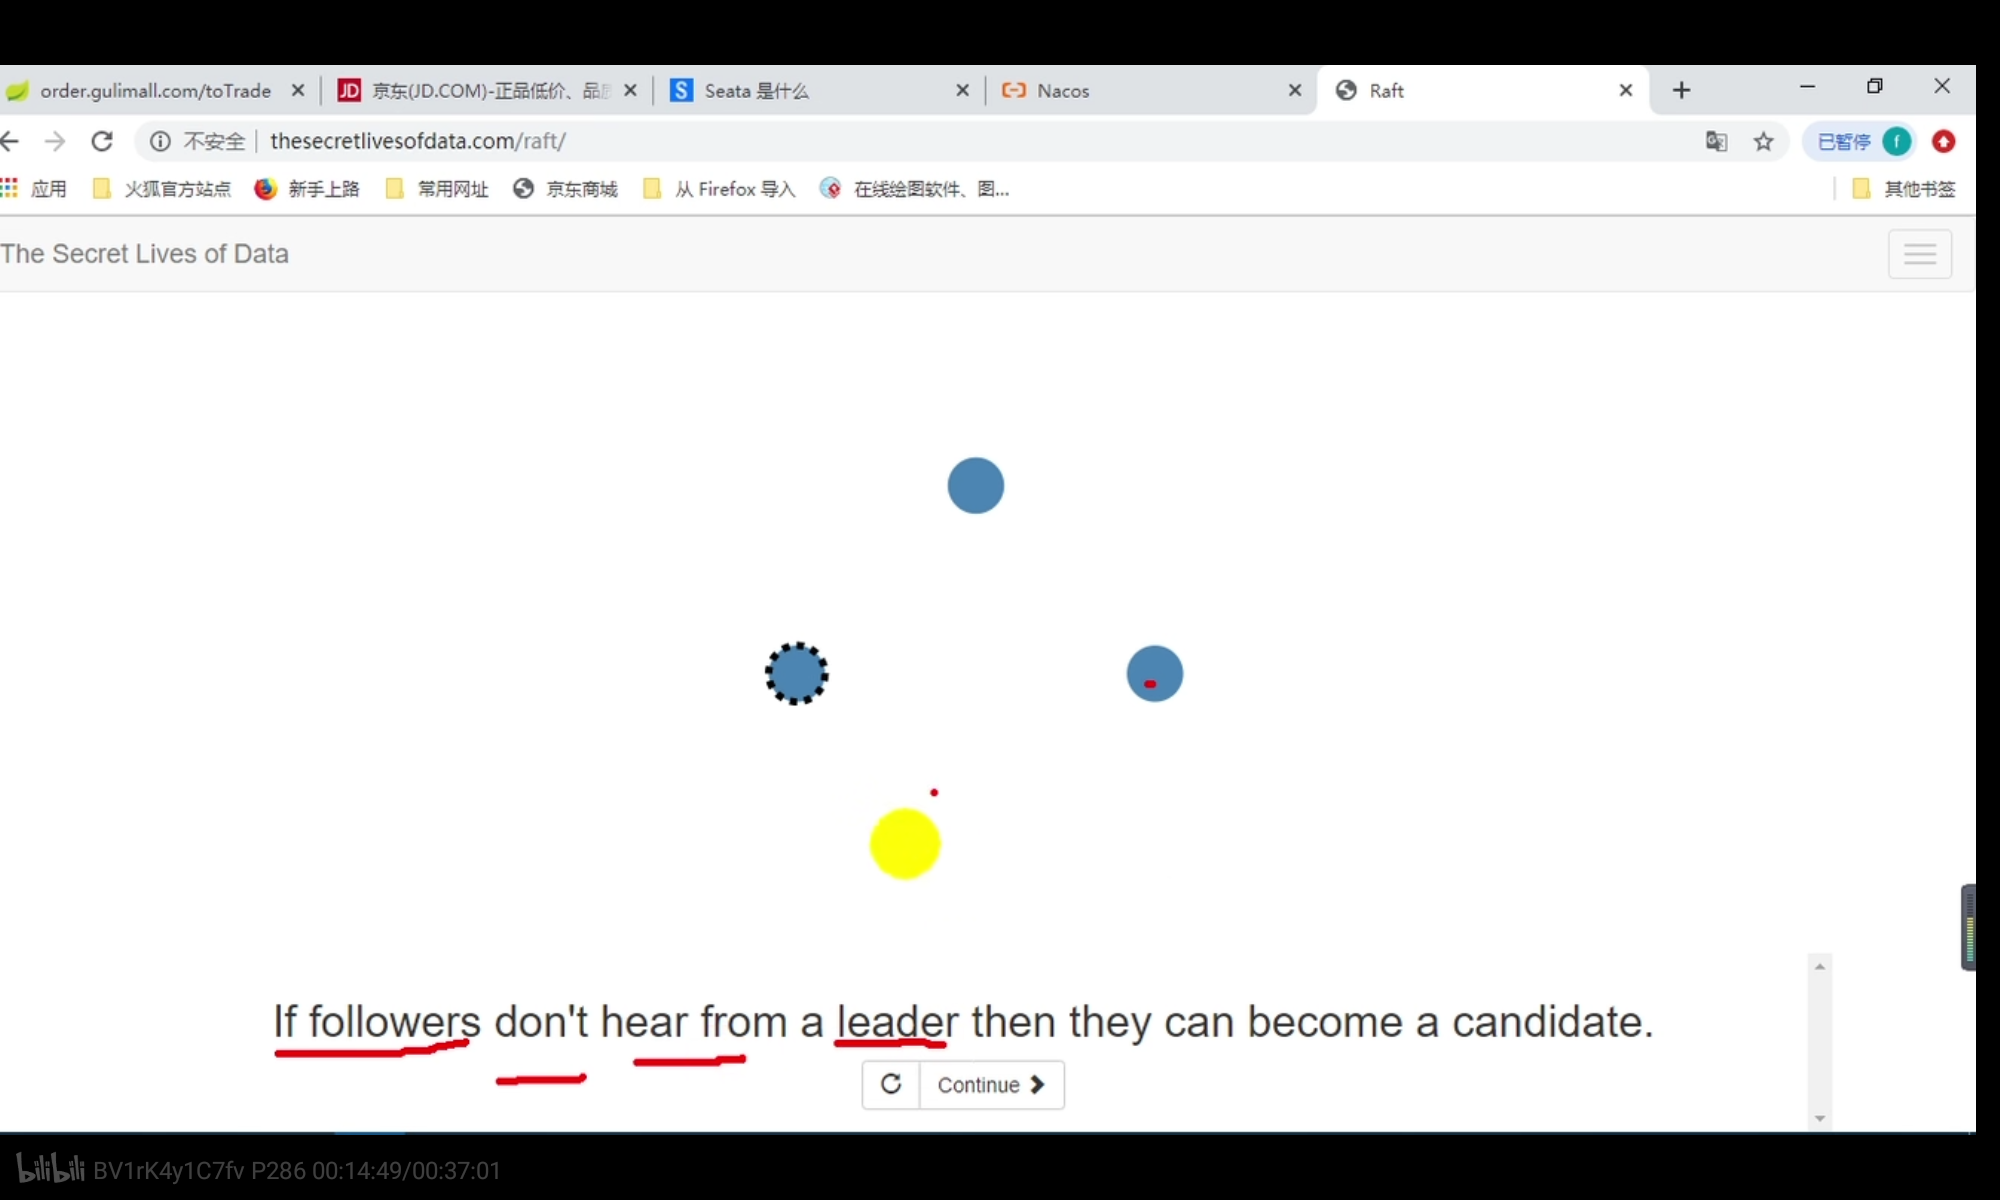 order.gulimall.com/toTrade
JD 京东(JD.COM)-正品低价、品
S Seata 是什么
Nacos
Raft
不安全 thesecretlivesofdata.com/raft/
已暂停 f
应用 火狐官方站点 新手上路 常用网址 京东商城 从 Firefox 导入 在线绘图软件、图... 其他书签
The Secret Lives of Data
If followers don't hear from a leader then they can become a candidate.
Continue
bilibili BV1rK4y1C7fv P286 00:14:49/00:37:01